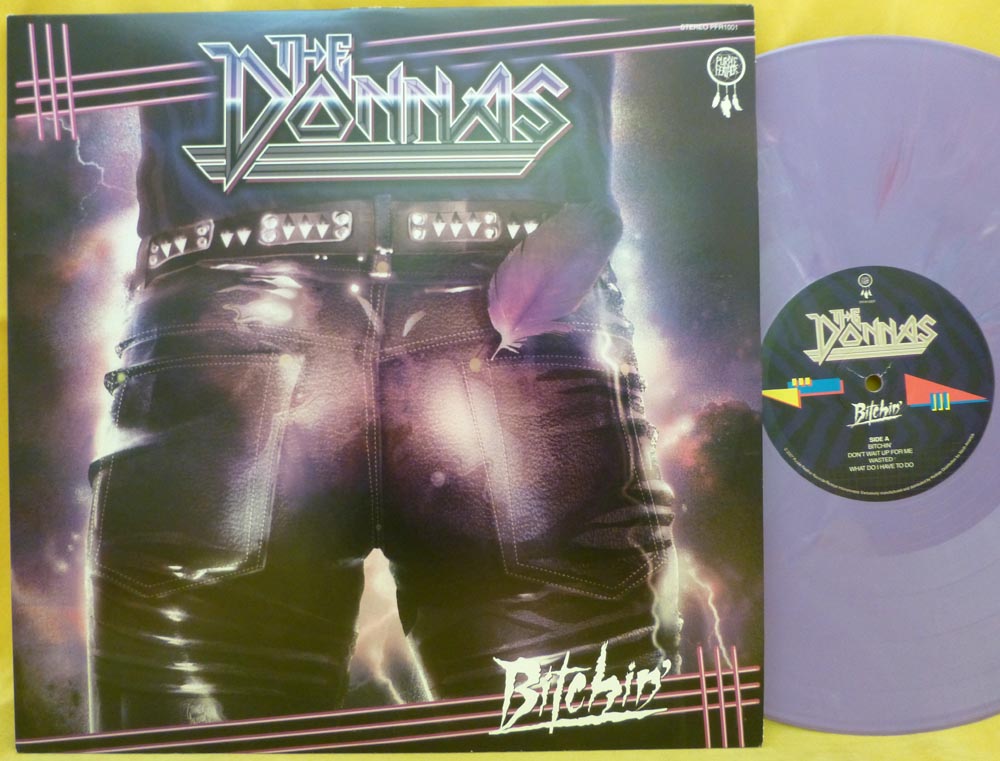 STEREO PFR1001
PURPLE
FEATHER
THE
DONNAS
Bitchin'
THE
DONNAS
Bitchin'
SIDE A
BITCHIN'
DON'T WAIT UP FOR ME
WASTED
WHAT DO I HAVE TO DO